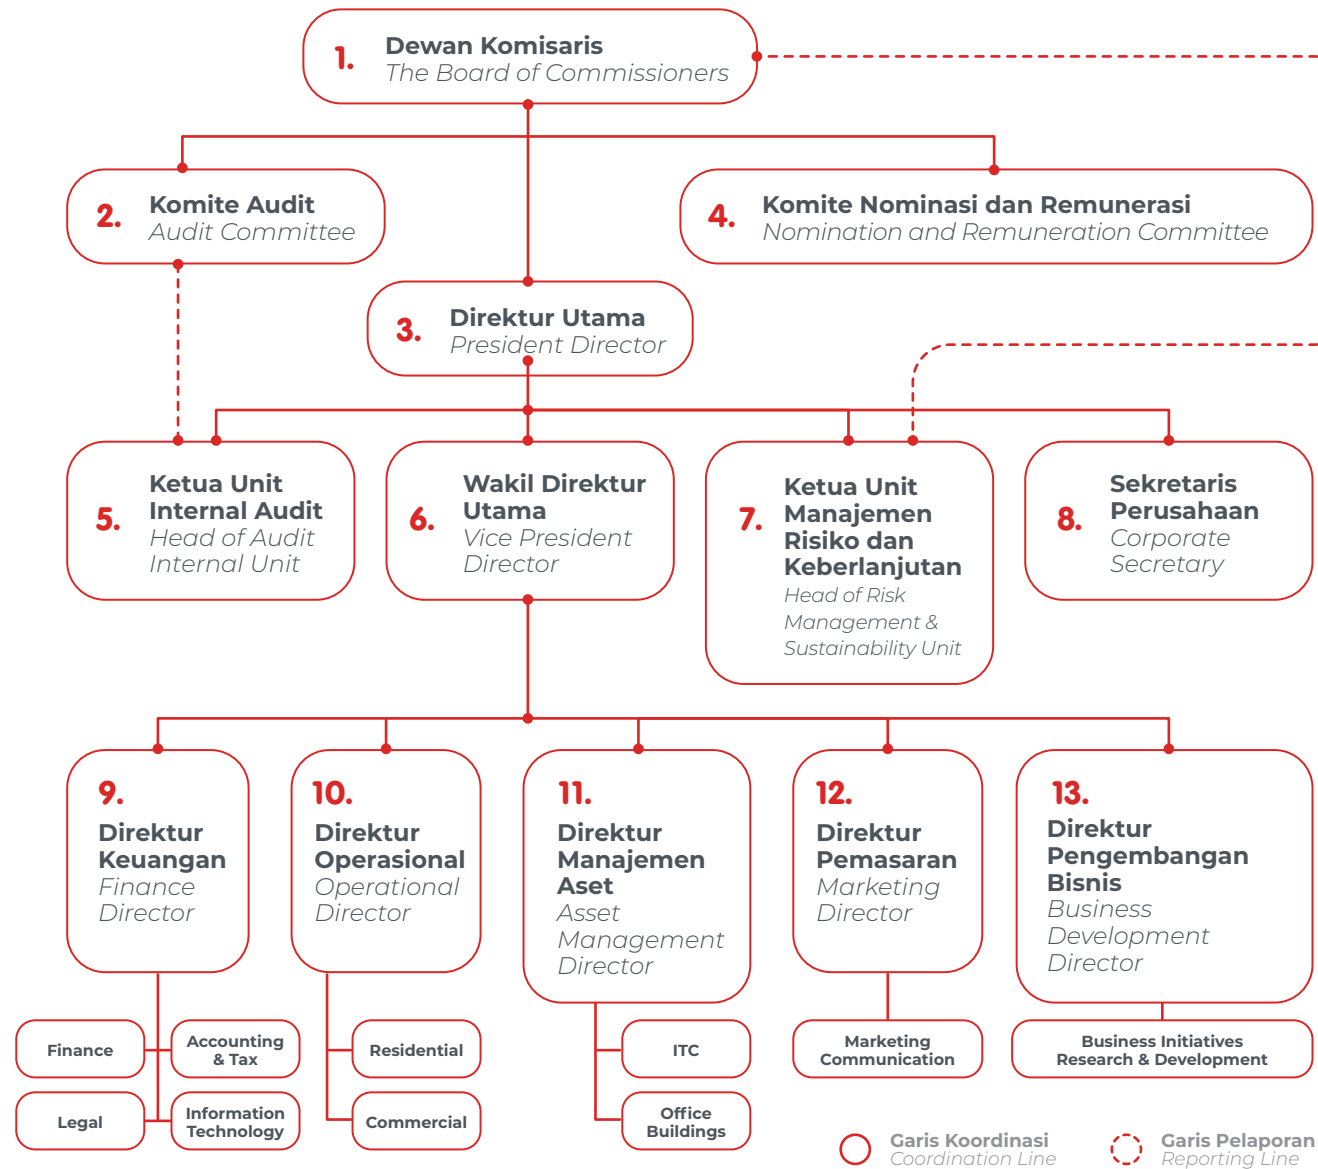 1.
Dewan Komisaris
The Board of Commissioners
2.
Komite Audit
Audit Committee
4.
Komite Nominasi dan Remunerasi
Nomination and Remuneration Committee
3.
Direktur Utama
President Director
5.
Ketua Unit
Internal Audit
Head of Audit
Internal Unit
6.
Wakil Direktur
Utama
Vice President
Director
7.
Ketua Unit
Manajemen
Risiko dan
Keberlanjutan
Head of Risk
Management &
Sustainability Unit
8.
Sekretaris
Perusahaan
Corporate
Secretary
9.
Direktur
Keuangan
Finance
Director
10.
Direktur
Operasional
Operational
Director
11.
Direktur
Manajemen
Aset
Asset
Management
Director
12.
Direktur
Pemasaran
Marketing
Director
13.
Direktur
Pengembangan
Bisnis
Business
Development
Director
Finance
Accounting
& Tax
Legal
Information
Technology
Residential
Commercial
ITC
Office
Buildings
Marketing
Communication
Business Initiatives
Research & Development
Garis Koordinasi
Coordination Line
Garis Pelaporan
Reporting Line